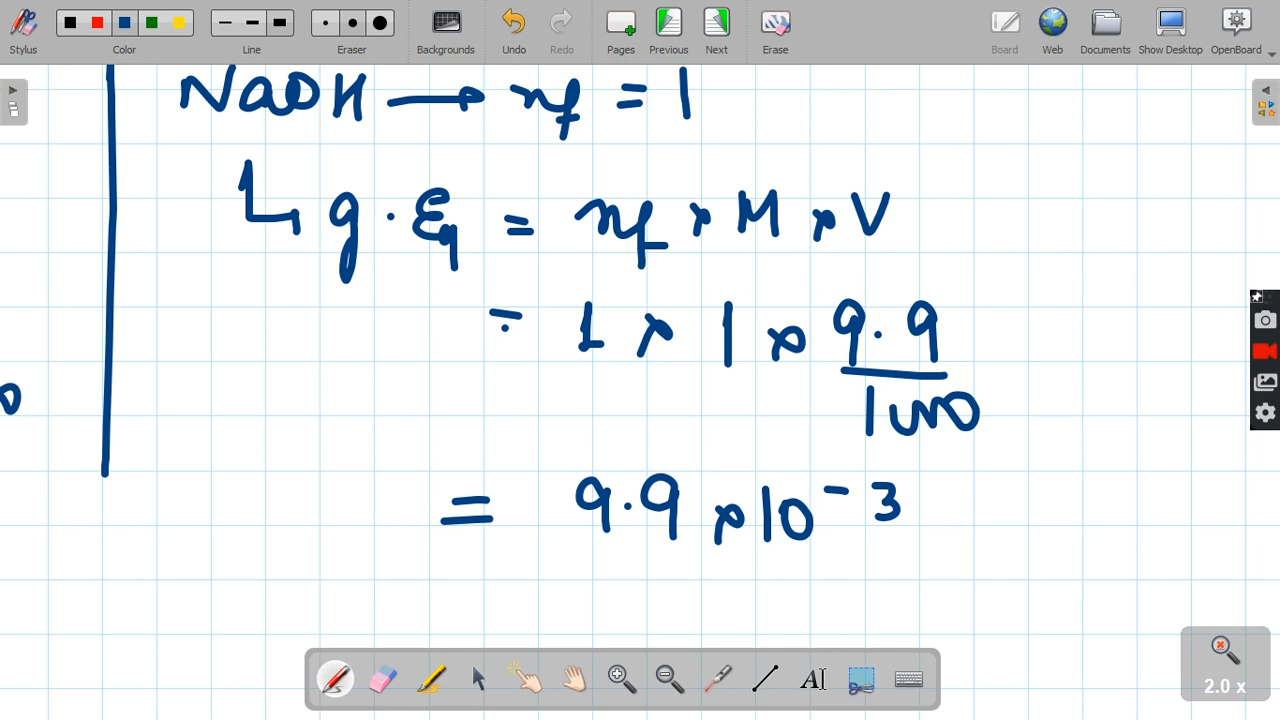 Stylus Color Line Eraser Backgrounds Undo Redo Pages Previous Next Erase Board Web Documents Show Desktop OpenBoard
NaOH → nf = 1
g. Eq = nf × M × V
= 1 × 1 × 9.9
1000
= 9.9 × 10⁻³
2.0 x